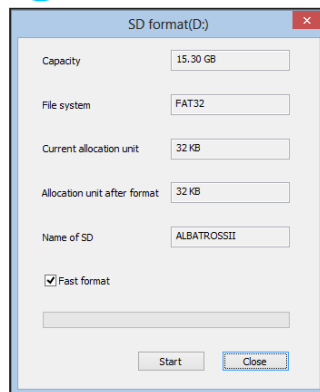 SD format(D:)
Capacity 15.30 GB
File system FAT32
Current allocation unit 32 KB
Allocation unit after format 32 KB
Name of SD ALBATROSSII
Fast format
Start Close